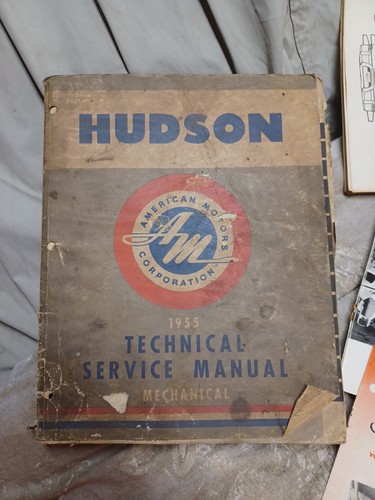 HUDSON
AMERICAN MOTORS
AM
CORPORATION
1955
TECHNICAL
SERVICE MANUAL
MECHANICAL